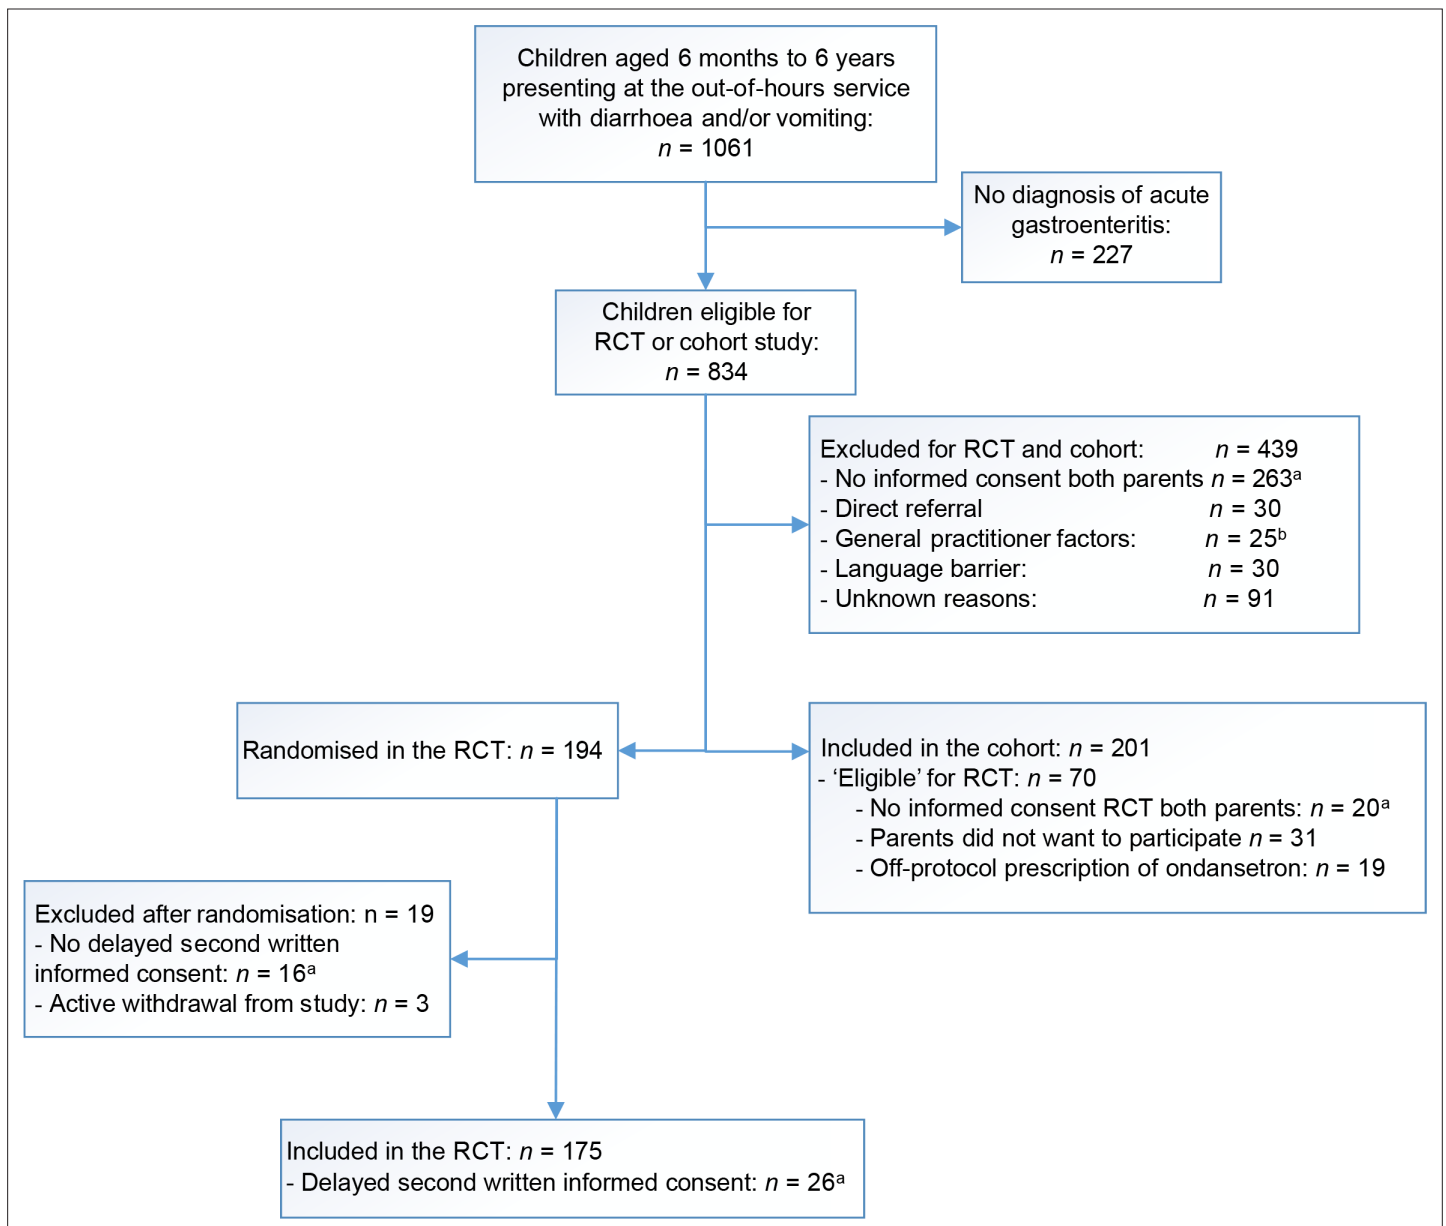 Children aged 6 months to 6 years
presenting at the out-of-hours service
with diarrhoea and/or vomiting:
n = 1061
No diagnosis of acute
gastroenteritis:
n = 227
Children eligible for
RCT or cohort study:
n = 834
Excluded for RCT and cohort: n = 439
- No informed consent both parents n = 263ᵃ
- Direct referral n = 30
- General practitioner factors: n = 25ᵇ
- Language barrier: n = 30
- Unknown reasons: n = 91
Randomised in the RCT: n = 194
Included in the cohort: n = 201
- ‘Eligible’ for RCT: n = 70
- No informed consent RCT both parents: n = 20ᵃ
- Parents did not want to participate n = 31
- Off-protocol prescription of ondansetron: n = 19
Excluded after randomisation: n = 19
- No delayed second written
informed consent: n = 16ᵃ
- Active withdrawal from study: n = 3
Included in the RCT: n = 175
- Delayed second written informed consent: n = 26ᵃ